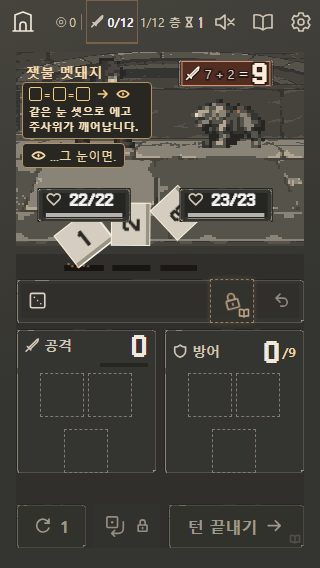 0 0/12 1/12 층 1
잿불 멧돼지
7 + 2 = 9
= = →
같은 눈 셋으로 에고
주사위가 깨어납니다.
...그 눈이면.
22/22 23/23
1 2
공격 0 방어 0/9
1 턴 끝내기 →